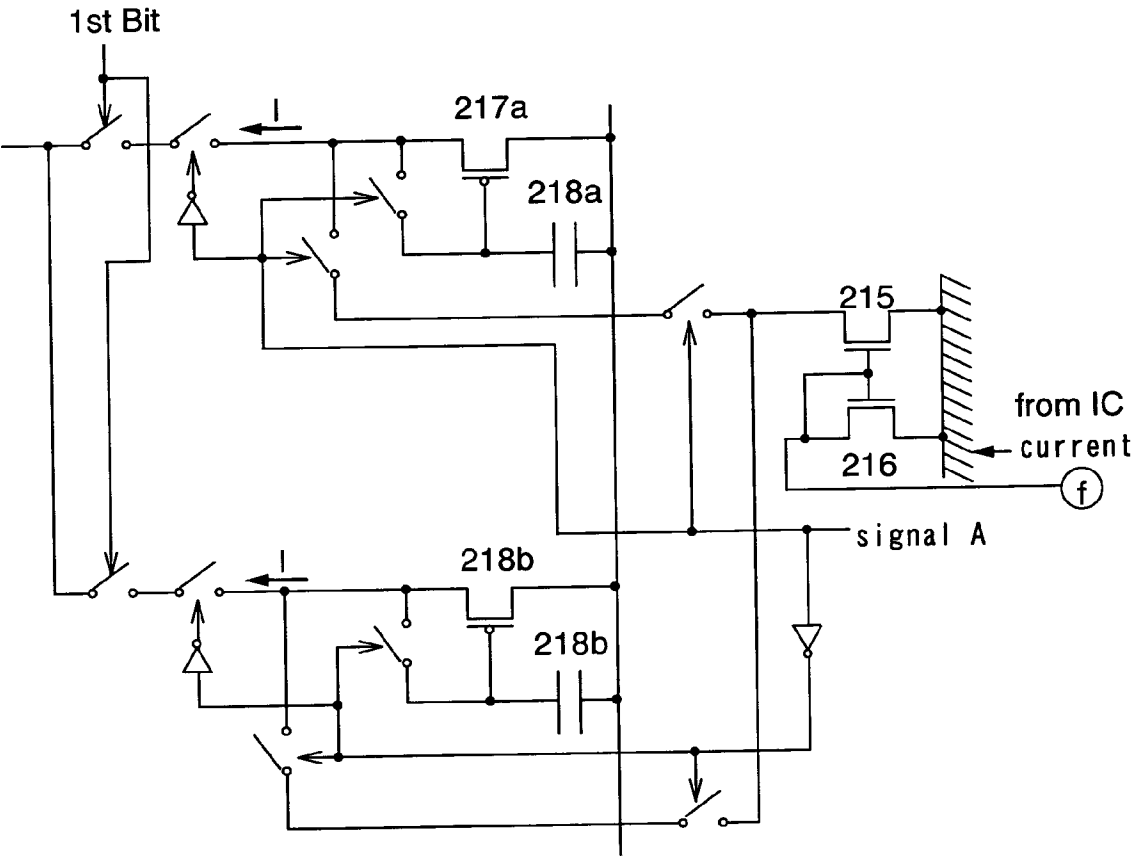 1st Bit
I
217a
218a
215
from IC
current
216
f
signal A
I
218b
218b